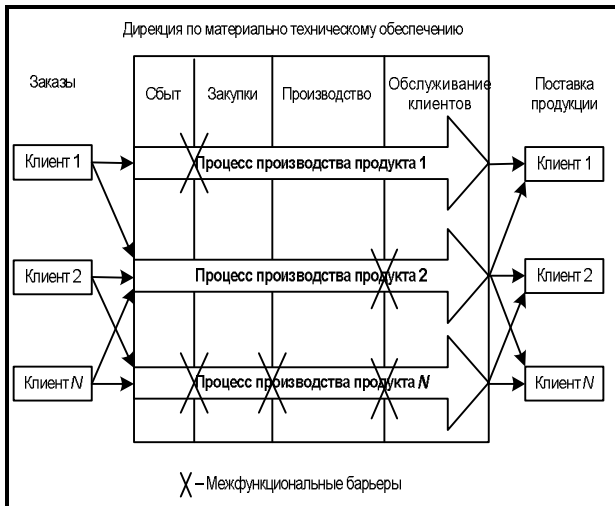 Дирекция по материально техническому обеспечению
Заказы
Сбыт
Закупки
Производство
Обслуживание
клиентов
Поставка
продукции
Клиент 1
Процесс производства продукта 1
Клиент 1
Клиент 2
Процесс производства продукта 2
Клиент 2
Клиент N
Процесс производства продукта N
Клиент N
– Межфункциональные барьеры